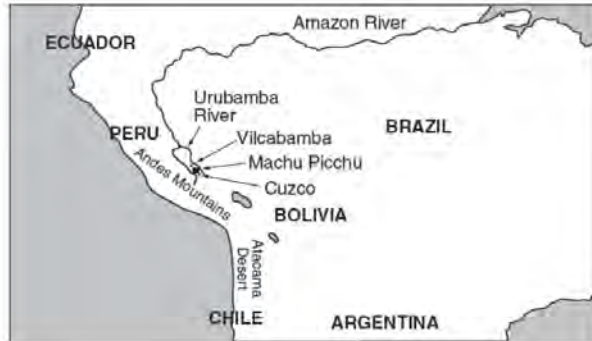 Amazon River
ECUADOR
Urubamba
River
PERU
Vilcabamba
BRAZIL
Machu Picchu
Andes Mountains
Cuzco
BOLIVIA
Atacama
Desert
CHILE
ARGENTINA